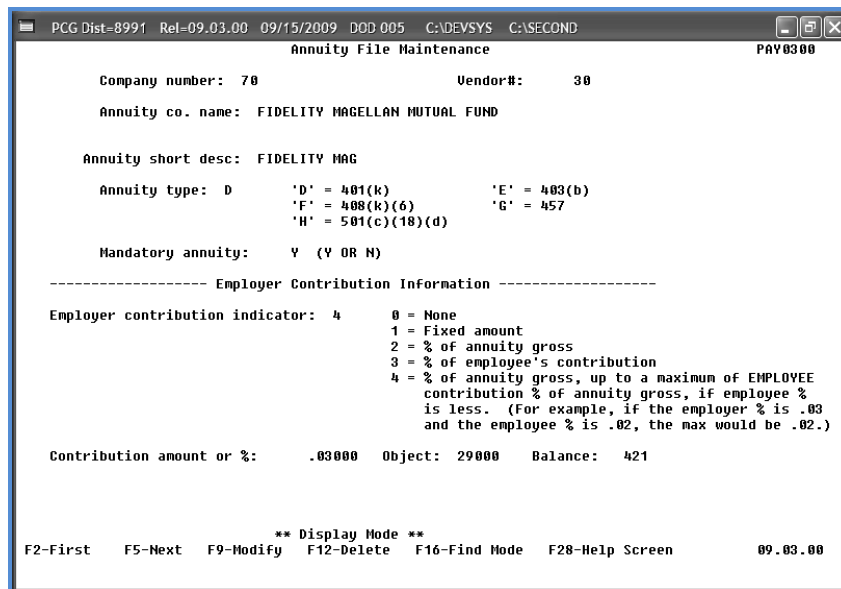 PCG Dist=8991 Rel=09.03.00 09/15/2009 DOD 005 C:\DEVSYS C:\SECOND
Annuity File Maintenance PAY0300
Company number: 70 Vendor#: 30
Annuity co. name: FIDELITY MAGELLAN MUTUAL FUND
Annuity short desc: FIDELITY MAG
Annuity type: D 'D' = 401(k) 'E' = 403(b)
'F' = 408(k)(6) 'G' = 457
'H' = 501(c)(18)(d)
Mandatory annuity: Y (Y OR N)
------------------- Employer Contribution Information -------------------
Employer contribution indicator: 4 0 = None
1 = Fixed amount
2 = % of annuity gross
3 = % of employee's contribution
4 = % of annuity gross, up to a maximum of EMPLOYEE
contribution % of annuity gross, if employee %
is less. (For example, if the employer % is .03
and the employee % is .02, the max would be .02.)
Contribution amount or %: .03000 Object: 29000 Balance: 421
** Display Mode **
F2-First F5-Next F9-Modify F12-Delete F16-Find Mode F28-Help Screen 09.03.00